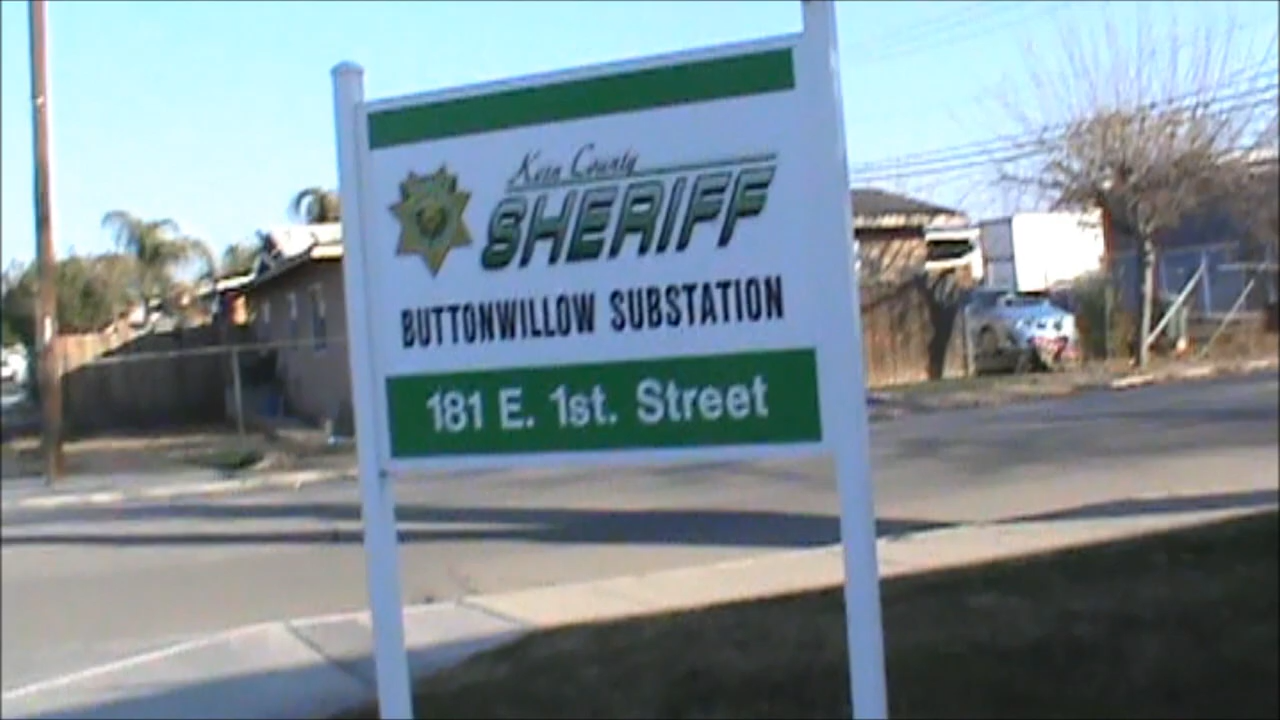 Kern County
SHERIFF
BUTTONWILLOW SUBSTATION
181 E. 1st. Street